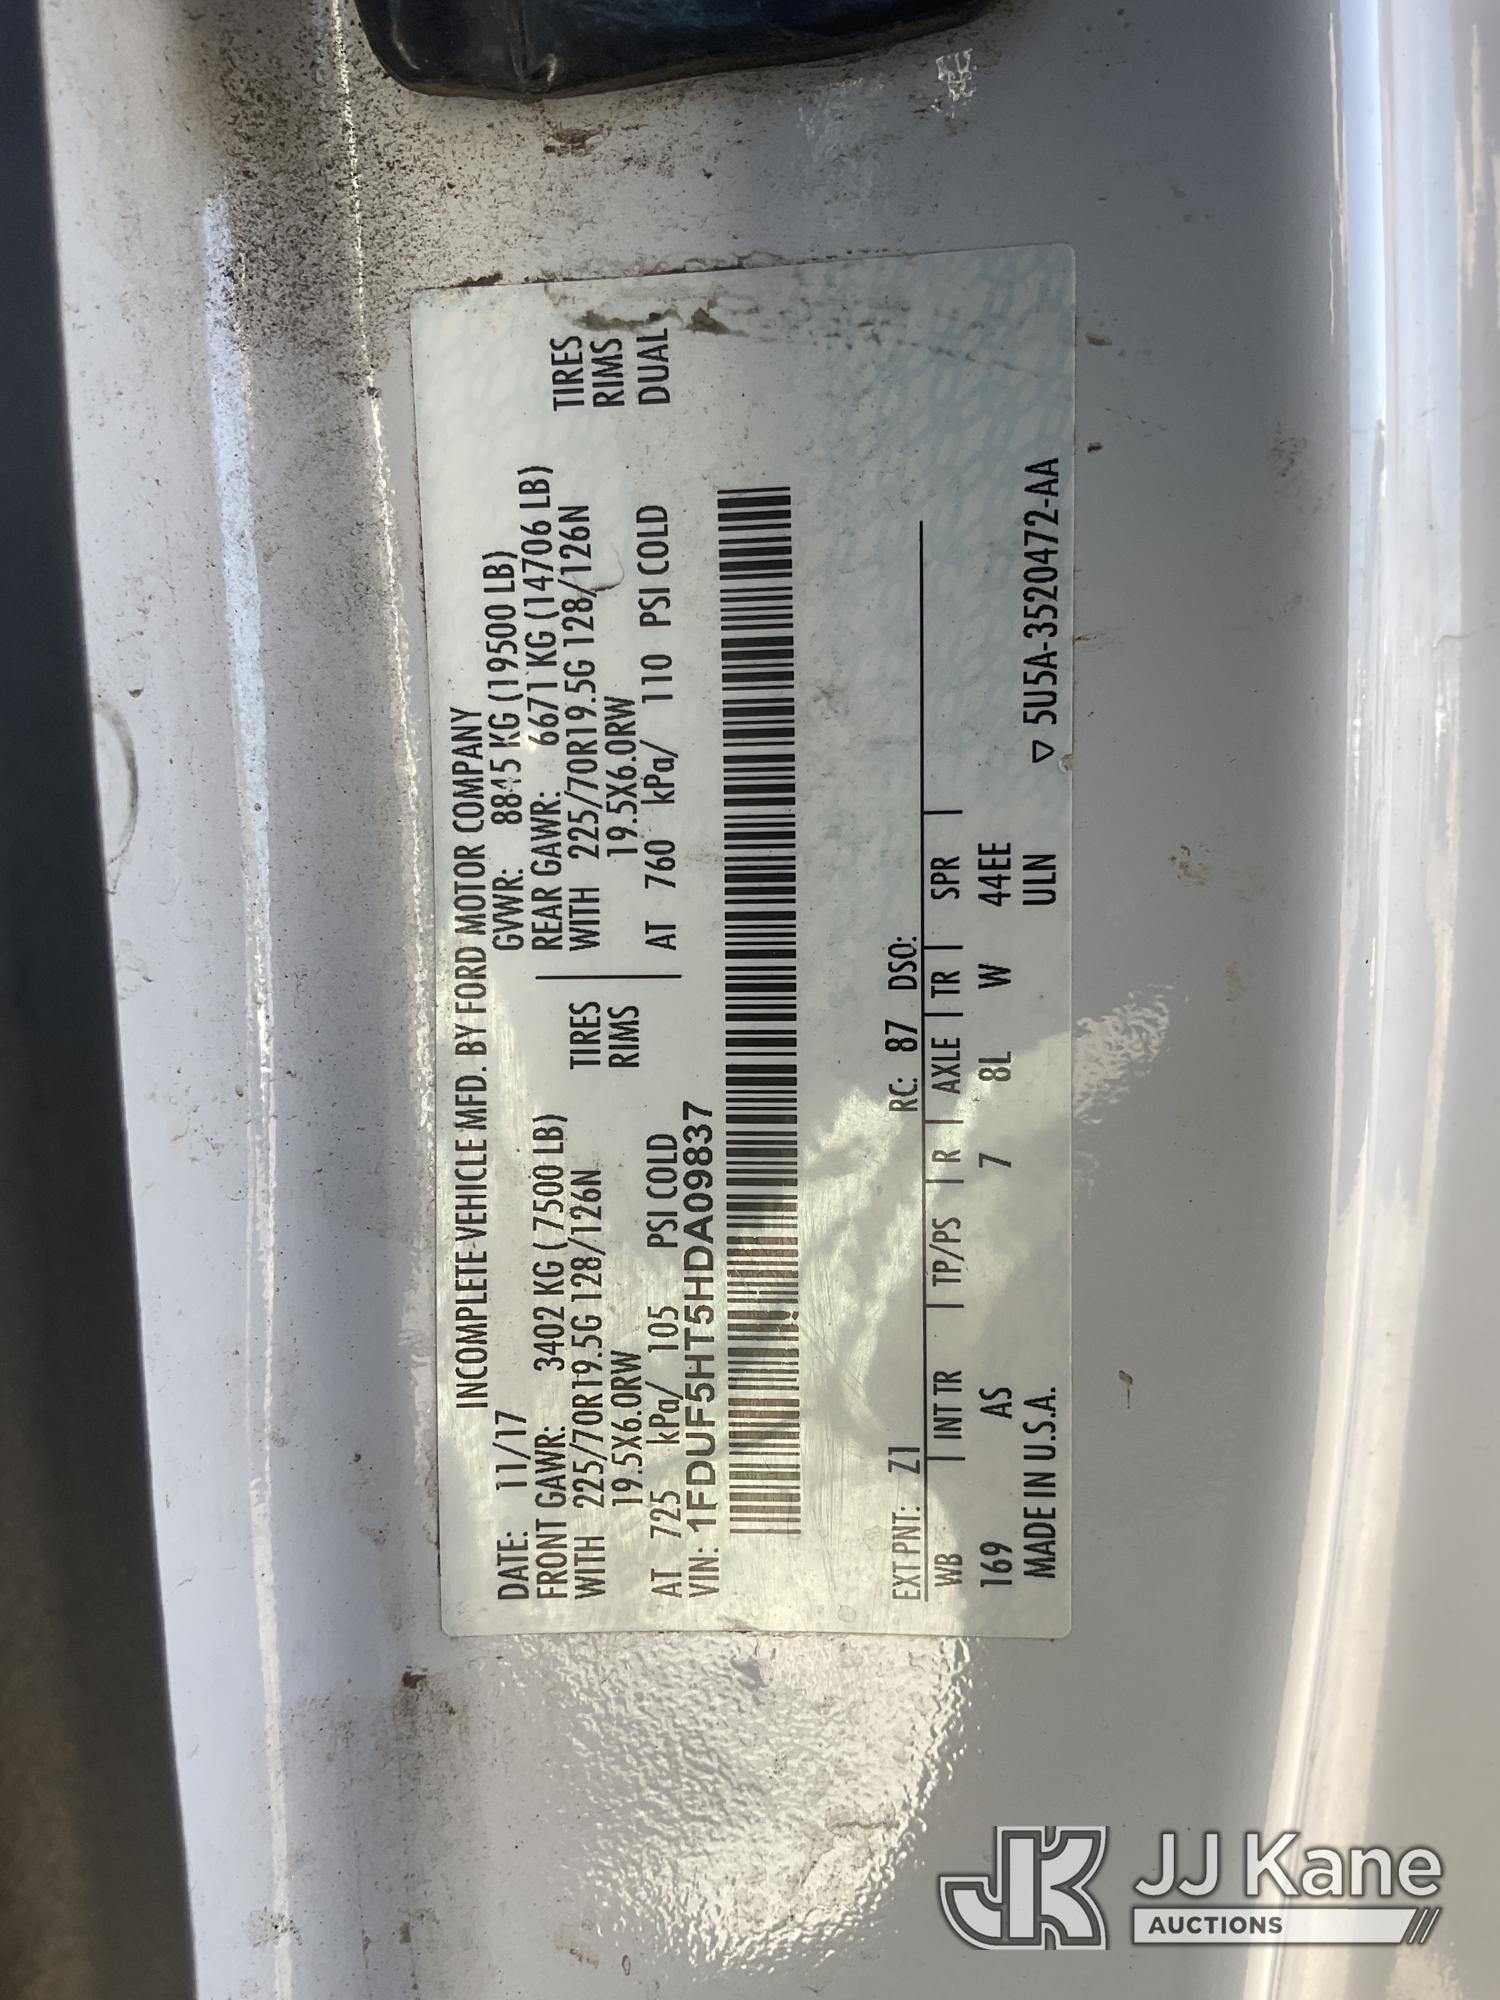 INCOMPLETE-VEHICLE MFD. BY FORD MOTOR COMPANY
DATE: 11/17 GVWR: 8845 KG (19500 LB)
FRONT GAWR: 3402 KG ( 7500 LB) REAR GAWR: 6671 KG (14706 LB)
WITH 225/70R19.5G 128/126N TIRES WITH 225/70R19.5G 128/126N TIRES
19.5X6.0RW RIMS 19.5X6.0RW RIMS
AT 725 kPa/ 105 PSI COLD AT 760 kPa/ 110 PSI COLD DUAL
VIN: 1FDUF5HT5HDA09837
EXT PNT: Z1 RC: 87 DSO:
WB | INT TR | TP/PS | R | AXLE | TR | SPR |
169 AS 7 8L W 44EE
MADE IN U.S.A. ULN ▽ 5U5A-3520472-AA
JK JJ Kane
AUCTIONS